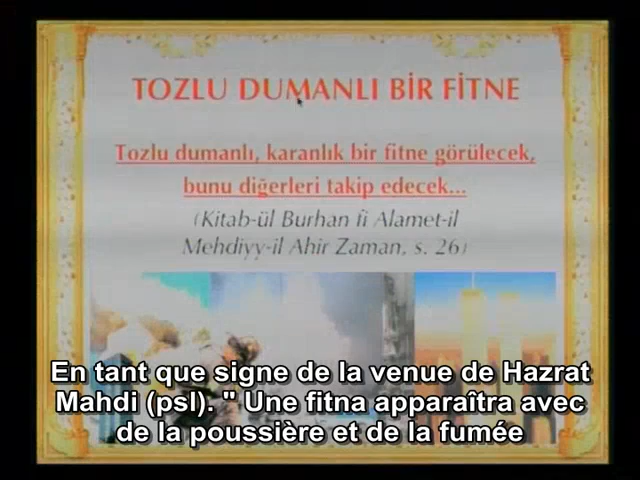 TOZLU DUMANLI BİR FİTNE
Tozlu dumanlı, karanlık bir fitne görülecek,
bunu diğerleri takip edecek...
(Kitab-ül Burhan fi Alamet-il
Mehdiyy-il Ahir Zaman, s. 26)
En tant que signe de la venue de Hazrat
Mahdi (psl). " Une fitna apparaîtra avec
de la poussière et de la fumée